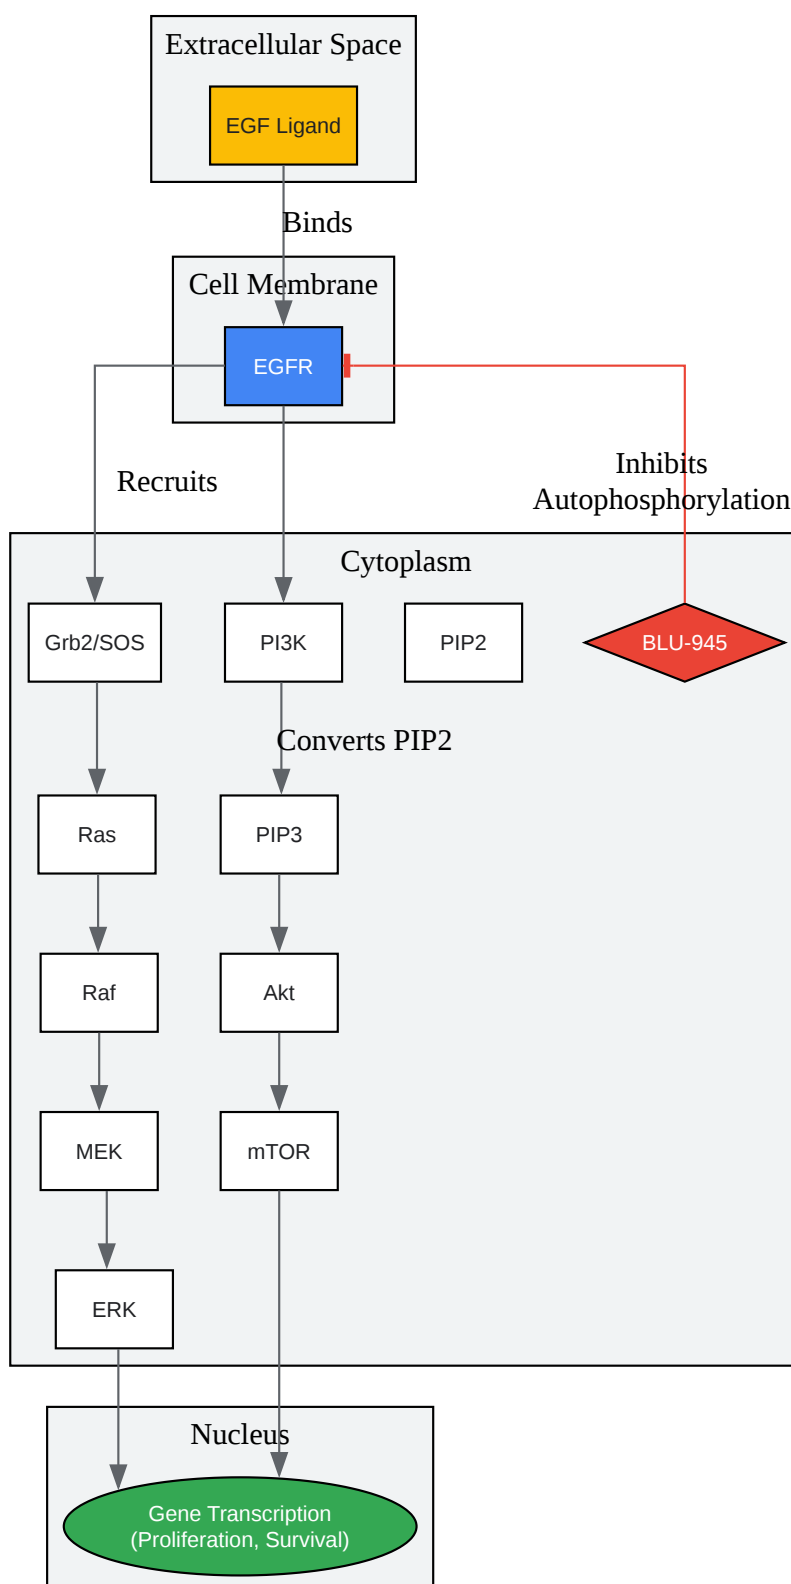 Extracellular Space
EGF Ligand
Binds
Cell Membrane
EGFR
Recruits
Inhibits
Autophosphorylation
Cytoplasm
Grb2/SOS
PI3K
PIP2
BLU-945
Converts PIP2
Ras
PIP3
Raf
Akt
MEK
mTOR
ERK
Nucleus
Gene Transcription
(Proliferation, Survival)